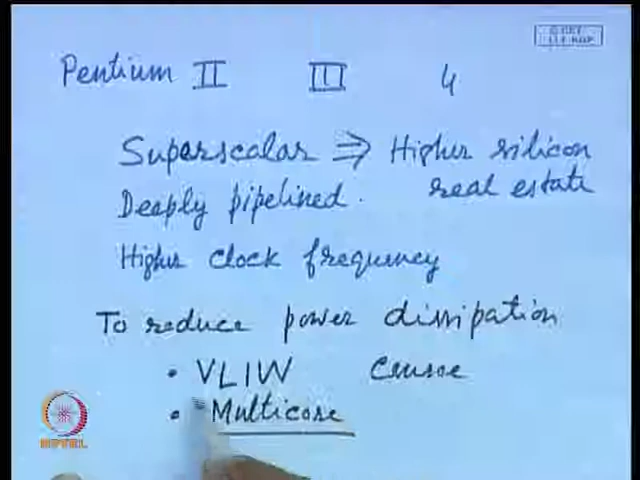 Pentium II III 4
Superscalar ⇒ Higher silicon
real estate
Deeply pipelined.
Higher clock frequency
To reduce power dissipation
• VLIW Crusoe
• Multicore
NPTEL